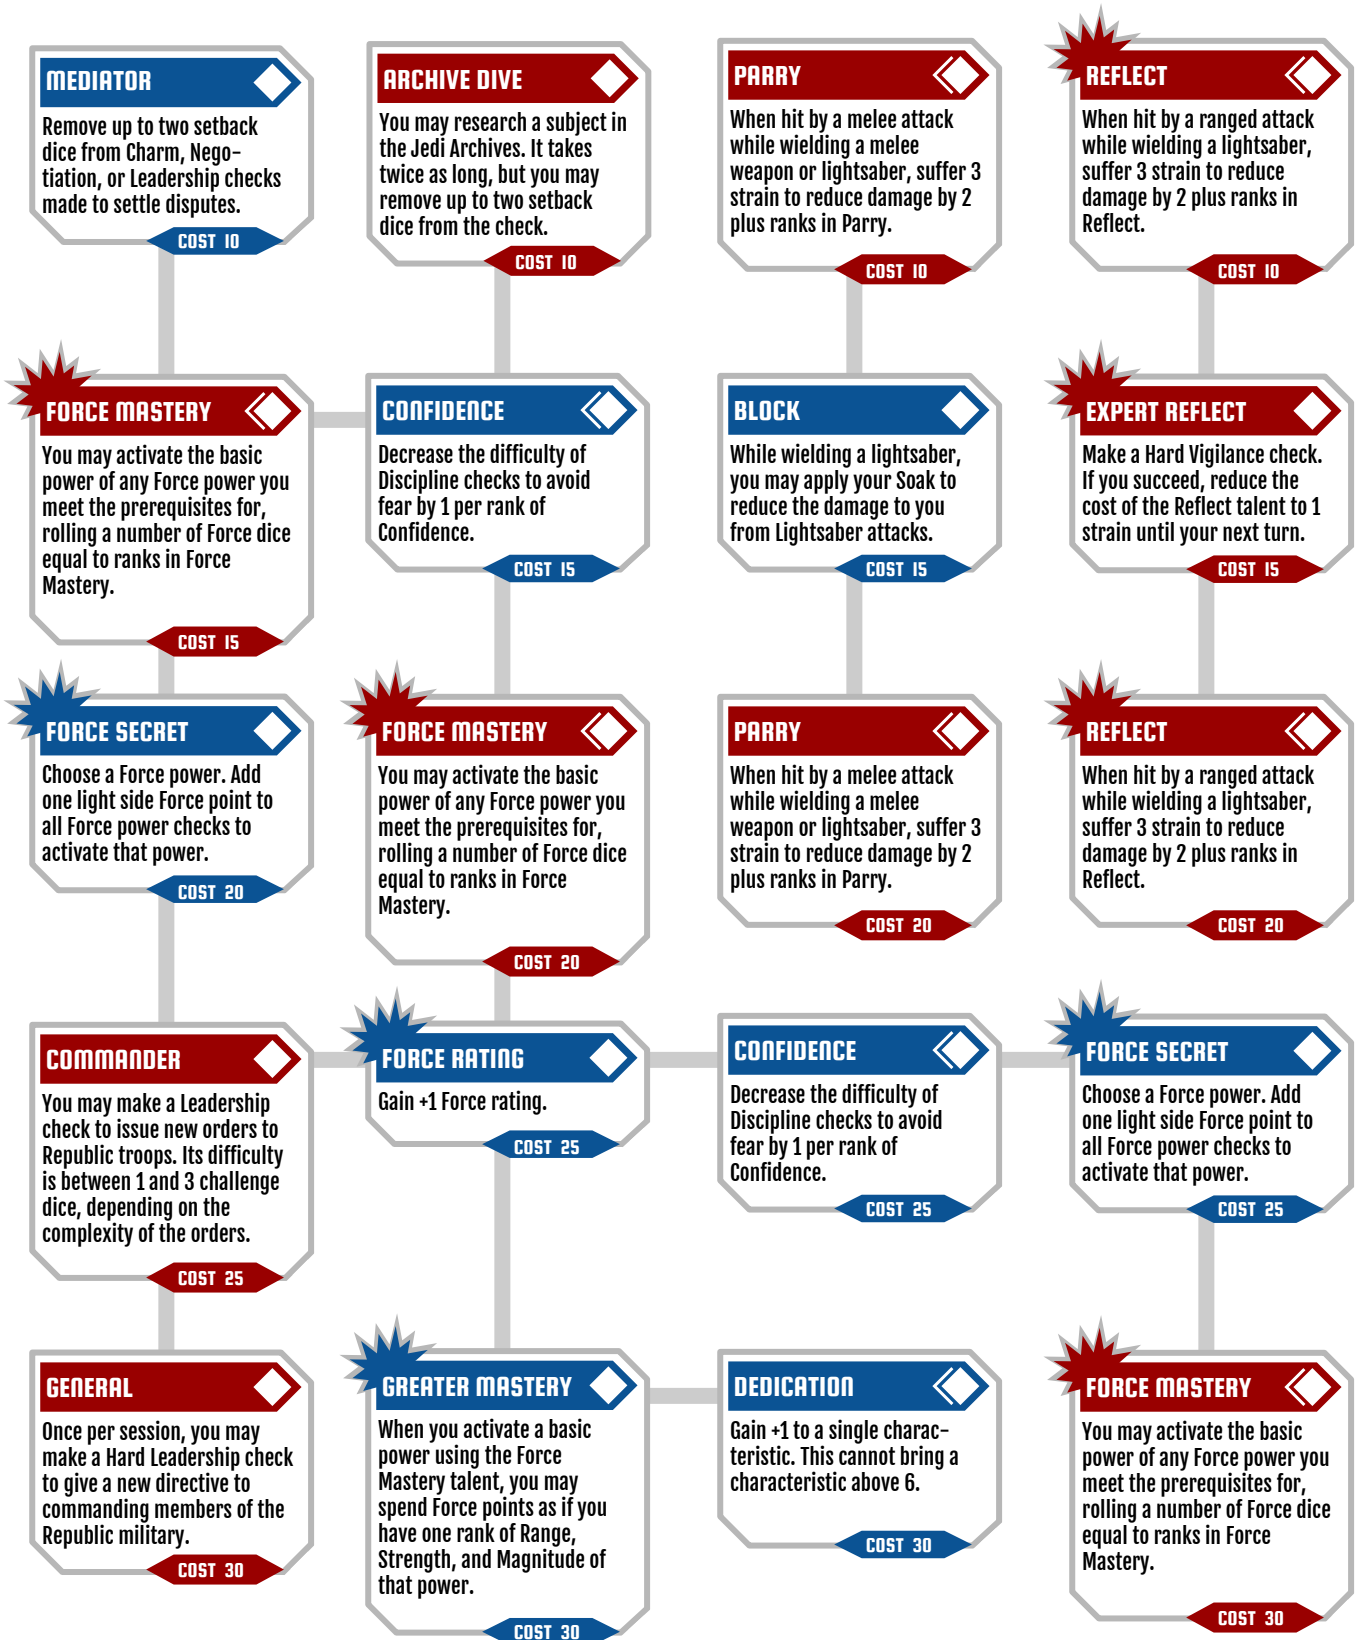 MEDIATOR
Remove up to two setback
dice from Charm, Nego-
tiation, or Leadership checks
made to settle disputes.
COST 10
ARCHIVE DIVE
You may research a subject in
the Jedi Archives. It takes
twice as long, but you may
remove up to two setback
dice from the check.
COST 10
PARRY
When hit by a melee attack
while wielding a melee
weapon or lightsaber, suffer 3
strain to reduce damage by 2
plus ranks in Parry.
COST 10
REFLECT
When hit by a ranged attack
while wielding a lightsaber,
suffer 3 strain to reduce
damage by 2 plus ranks in
Reflect.
COST 10
FORCE MASTERY
You may activate the basic
power of any Force power you
meet the prerequisites for,
rolling a number of Force dice
equal to ranks in Force
Mastery.
COST 15
CONFIDENCE
Decrease the difficulty of
Discipline checks to avoid
fear by 1 per rank of
Confidence.
COST 15
BLOCK
While wielding a lightsaber,
you may apply your Soak to
reduce the damage to you
from Lightsaber attacks.
COST 15
EXPERT REFLECT
Make a Hard Vigilance check.
If you succeed, reduce the
cost of the Reflect talent to 1
strain until your next turn.
COST 15
FORCE SECRET
Choose a Force power. Add
one light side Force point to
all Force power checks to
activate that power.
COST 20
FORCE MASTERY
You may activate the basic
power of any Force power you
meet the prerequisites for,
rolling a number of Force dice
equal to ranks in Force
Mastery.
COST 20
PARRY
When hit by a melee attack
while wielding a melee
weapon or lightsaber, suffer 3
strain to reduce damage by 2
plus ranks in Parry.
COST 20
REFLECT
When hit by a ranged attack
while wielding a lightsaber,
suffer 3 strain to reduce
damage by 2 plus ranks in
Reflect.
COST 20
COMMANDER
You may make a Leadership
check to issue new orders to
Republic troops. Its difficulty
is between 1 and 3 challenge
dice, depending on the
complexity of the orders.
COST 25
FORCE RATING
Gain +1 Force rating.
COST 25
CONFIDENCE
Decrease the difficulty of
Discipline checks to avoid
fear by 1 per rank of
Confidence.
COST 25
FORCE SECRET
Choose a Force power. Add
one light side Force point to
all Force power checks to
activate that power.
COST 25
GENERAL
Once per session, you may
make a Hard Leadership check
to give a new directive to
commanding members of the
Republic military.
COST 30
GREATER MASTERY
When you activate a basic
power using the Force
Mastery talent, you may
spend Force points as if you
have one rank of Range,
Strength, and Magnitude of
that power.
COST 30
DEDICATION
Gain +1 to a single charac-
teristic. This cannot bring a
characteristic above 6.
COST 30
FORCE MASTERY
You may activate the basic
power of any Force power you
meet the prerequisites for,
rolling a number of Force dice
equal to ranks in Force
Mastery.
COST 30